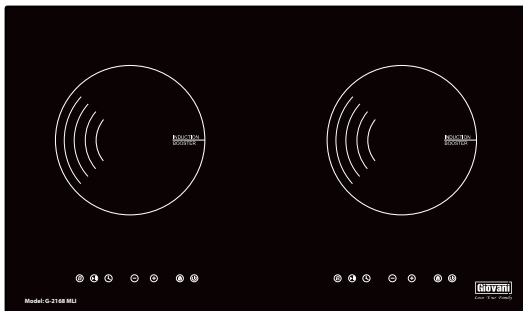 INDUCTION
BOOSTER
INDUCTION
BOOSTER
Model: G-2168 MLI
Giovani
Love Your Family